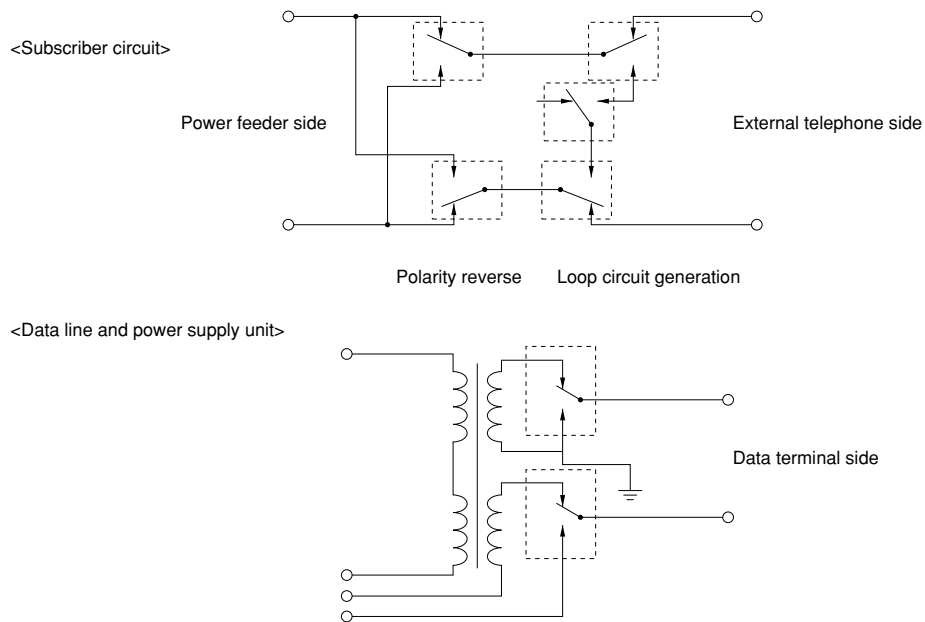 <Subscriber circuit>
Power feeder side
External telephone side
Polarity reverse
Loop circuit generation
<Data line and power supply unit>
Data terminal side